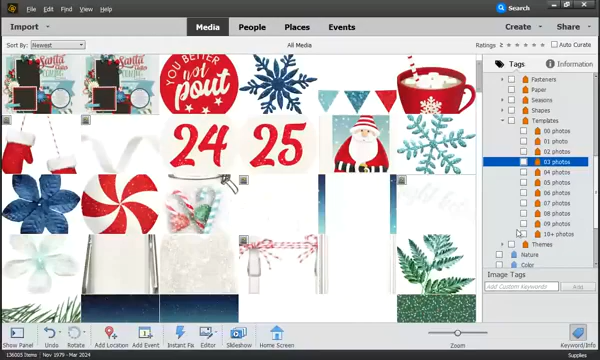 File Edit Find View Help
Search
Import
Media People Places Events
Create Share
Sort By: Newest
All Media
Ratings
Auto Curate
Tags Information
YOU BETTER
not
pout
24 25
Fasteners
Paper
Seasons
Shapes
Templates
00 photos
01 photo
02 photos
03 photos
04 photos
05 photos
06 photos
07 photos
08 photos
09 photos
10+ photos
Themes
Nature
Color
Image Tags
Add Custom Keywords
Add
Show Panel Undo Rotate Add Location Add Event Instant Fix Editor Slideshow Home Screen Zoom Keyword/Info
136005 Items Nov 1979 - Mar 2024
Supplies